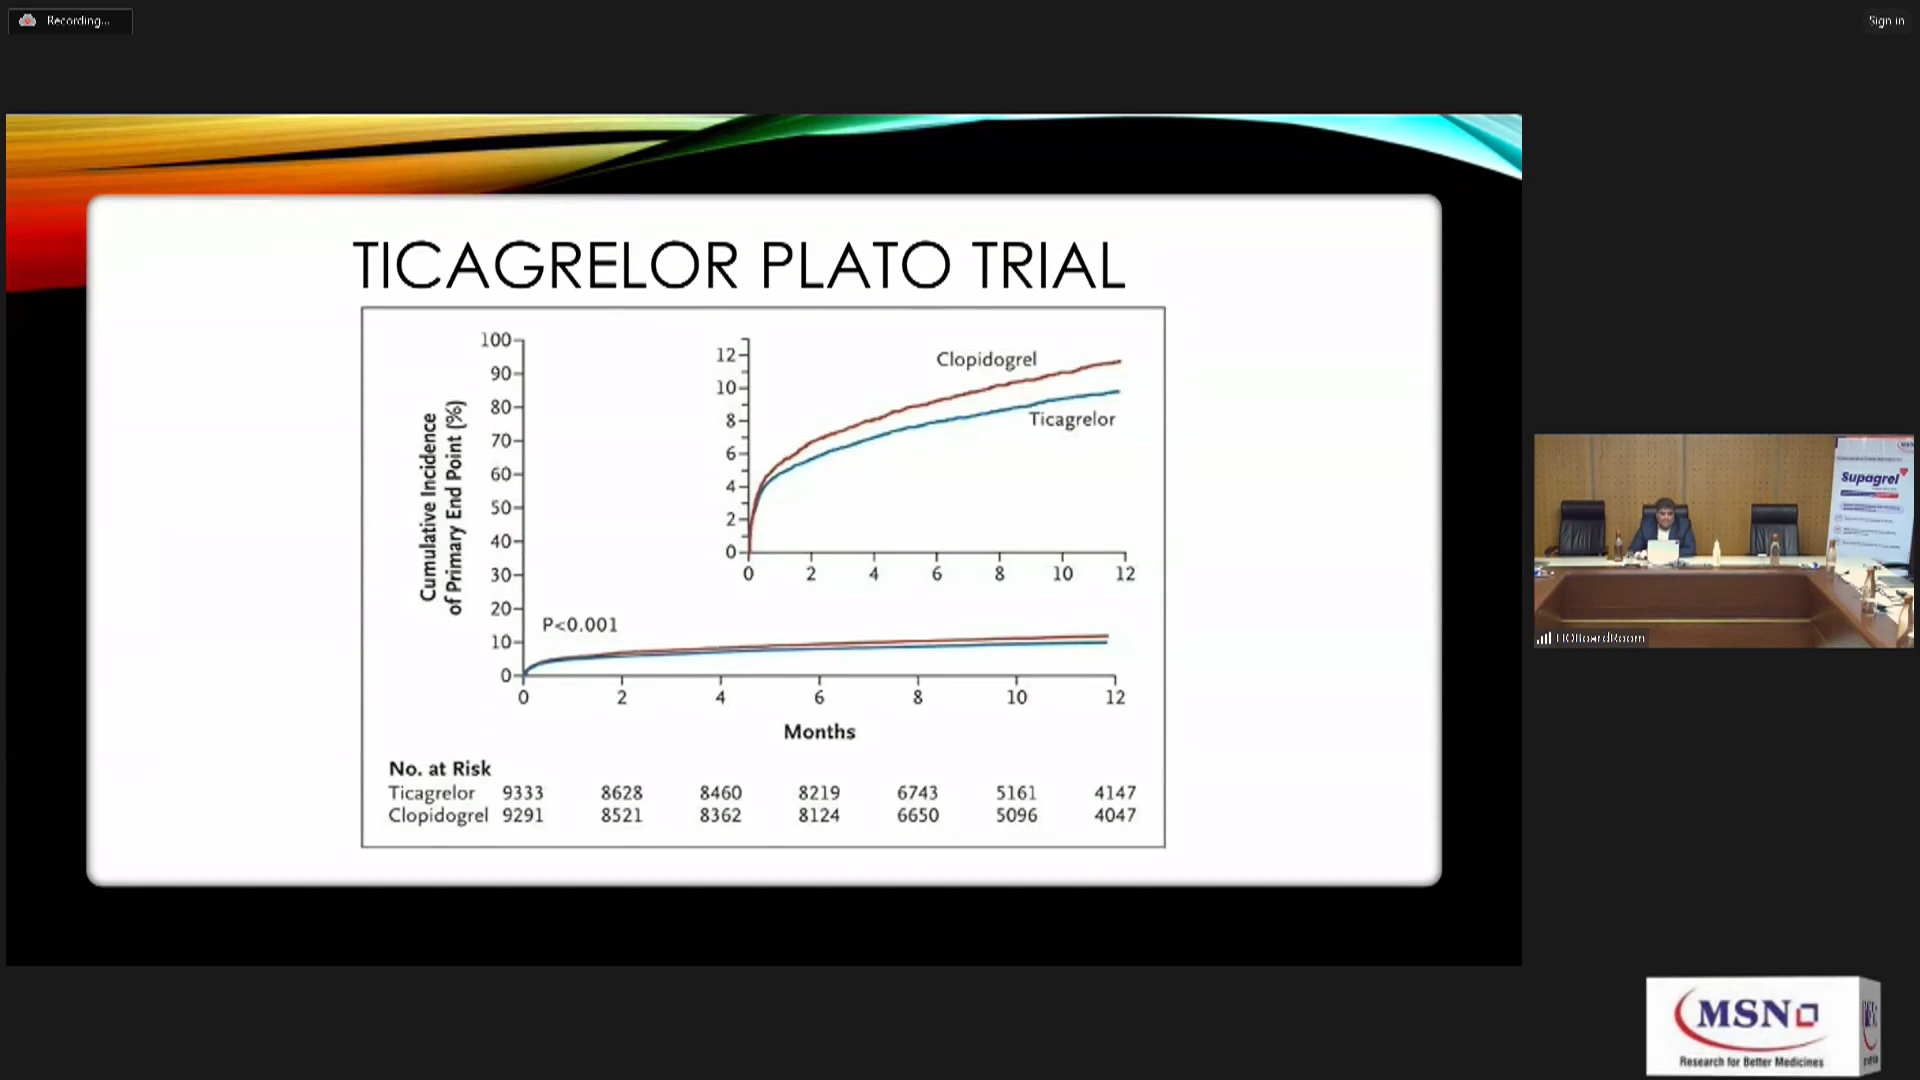 Recording...
Sign in
TICAGRELOR PLATO TRIAL
Cumulative Incidence
of Primary End Point (%)
100
90
80
70
60
50
40
30
20
10
0
P<0.001
0 2 4 6 8 10 12
Months
12
10
8
6
4
2
0
0 2 4 6 8 10 12
Clopidogrel
Ticagrelor
No. at Risk
Ticagrelor 9333 8628 8460 8219 6743 5161 4147
Clopidogrel 9291 8521 8362 8124 6650 5096 4047
Supagrel
HOBoardRoom
MSN
Research for Better Medicines